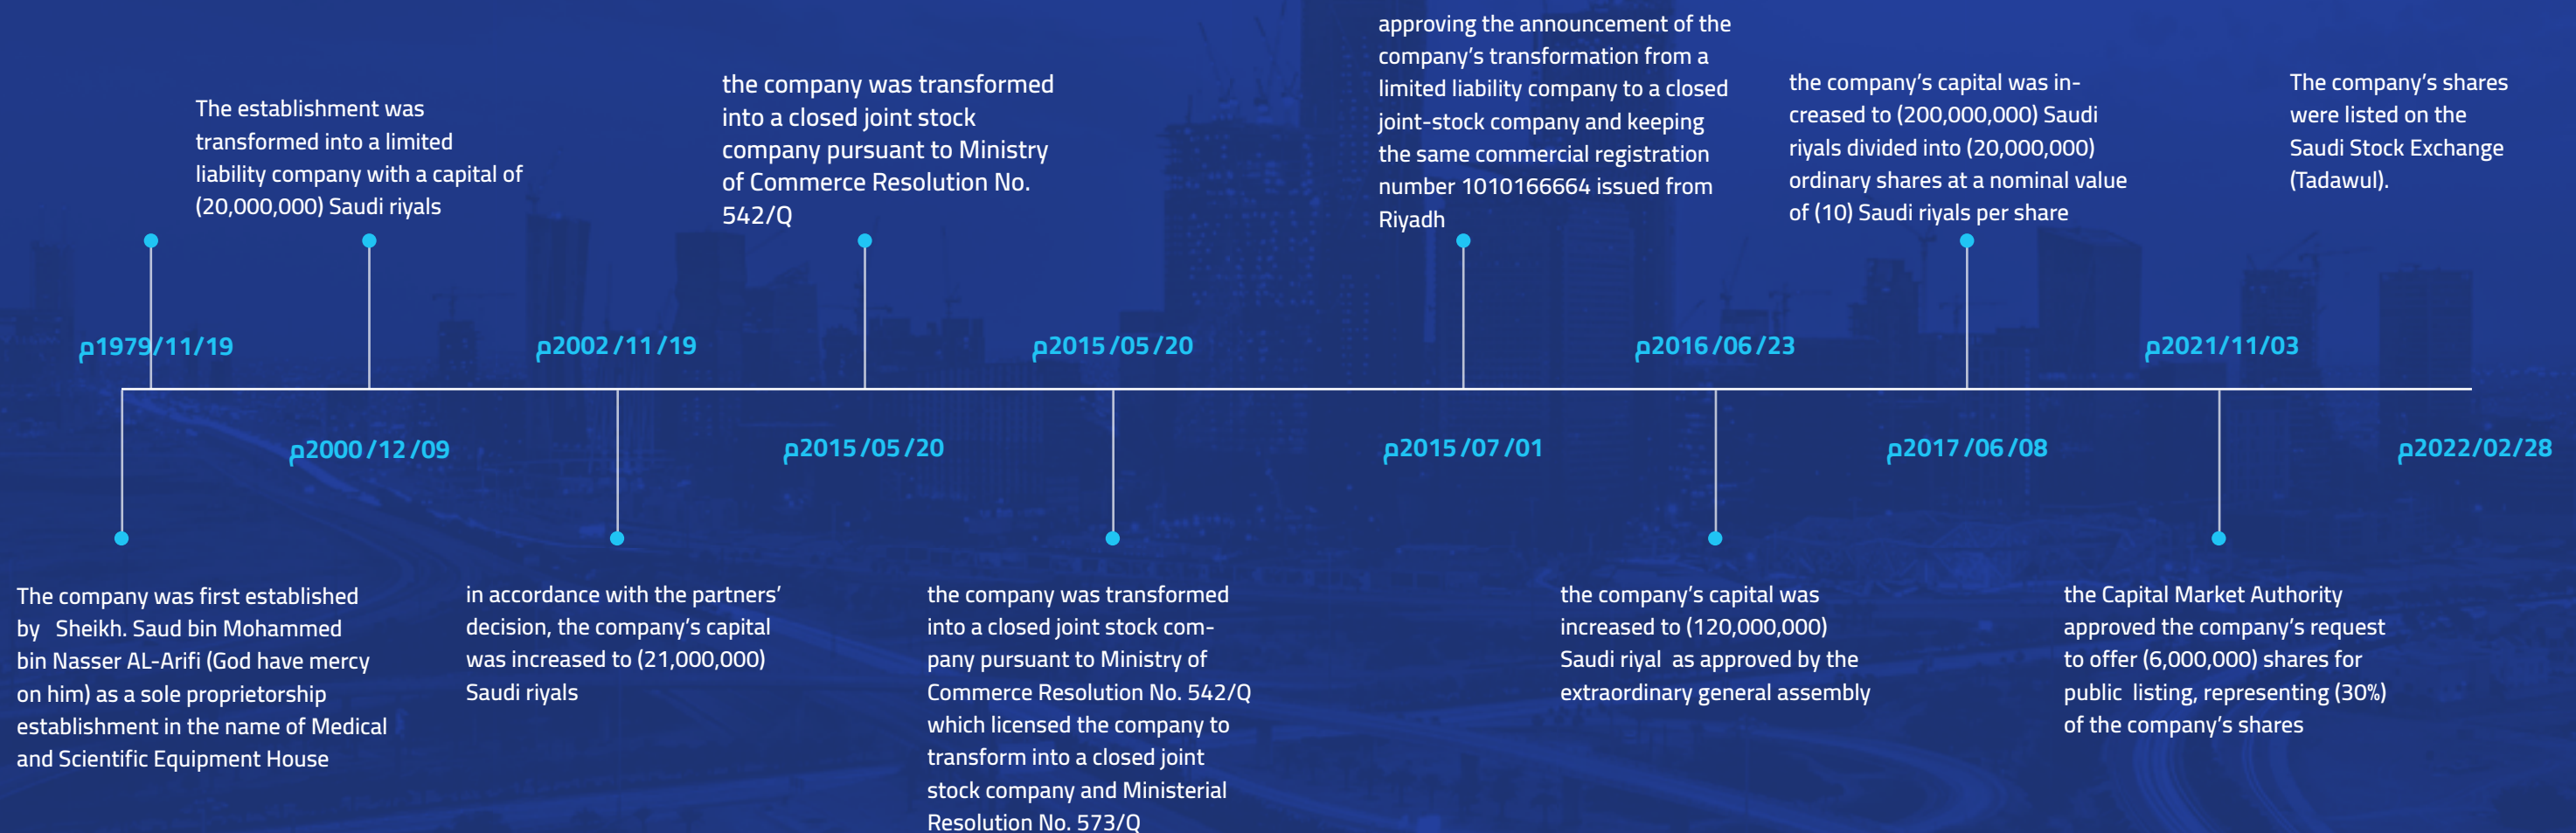 م1979/11/19
The company was first established
by Sheikh. Saud bin Mohammed
bin Nasser AL-Arifi (God have mercy
on him) as a sole proprietorship
establishment in the name of Medical
and Scientific Equipment House
The establishment was
transformed into a limited
liability company with a capital of
(20,000,000) Saudi riyals
م2000/12/09
م2002/11/19
in accordance with the partners’
decision, the company’s capital
was increased to (21,000,000)
Saudi riyals
the company was transformed
into a closed joint stock
company pursuant to Ministry
of Commerce Resolution No.
542/Q
م2015/05/20
م2015/05/20
the company was transformed
into a closed joint stock com-
pany pursuant to Ministry of
Commerce Resolution No. 542/Q
which licensed the company to
transform into a closed joint
stock company and Ministerial
Resolution No. 573/Q
approving the announcement of the
company’s transformation from a
limited liability company to a closed
joint-stock company and keeping
the same commercial registration
number 1010166664 issued from
Riyadh
م2015/07/01
م2016/06/23
the company’s capital was
increased to (120,000,000)
Saudi riyal as approved by the
extraordinary general assembly
the company’s capital was in-
creased to (200,000,000) Saudi
riyals divided into (20,000,000)
ordinary shares at a nominal value
of (10) Saudi riyals per share
م2017/06/08
م2021/11/03
the Capital Market Authority
approved the company’s request
to offer (6,000,000) shares for
public listing, representing (30%)
of the company’s shares
The company’s shares
were listed on the
Saudi Stock Exchange
(Tadawul).
م2022/02/28